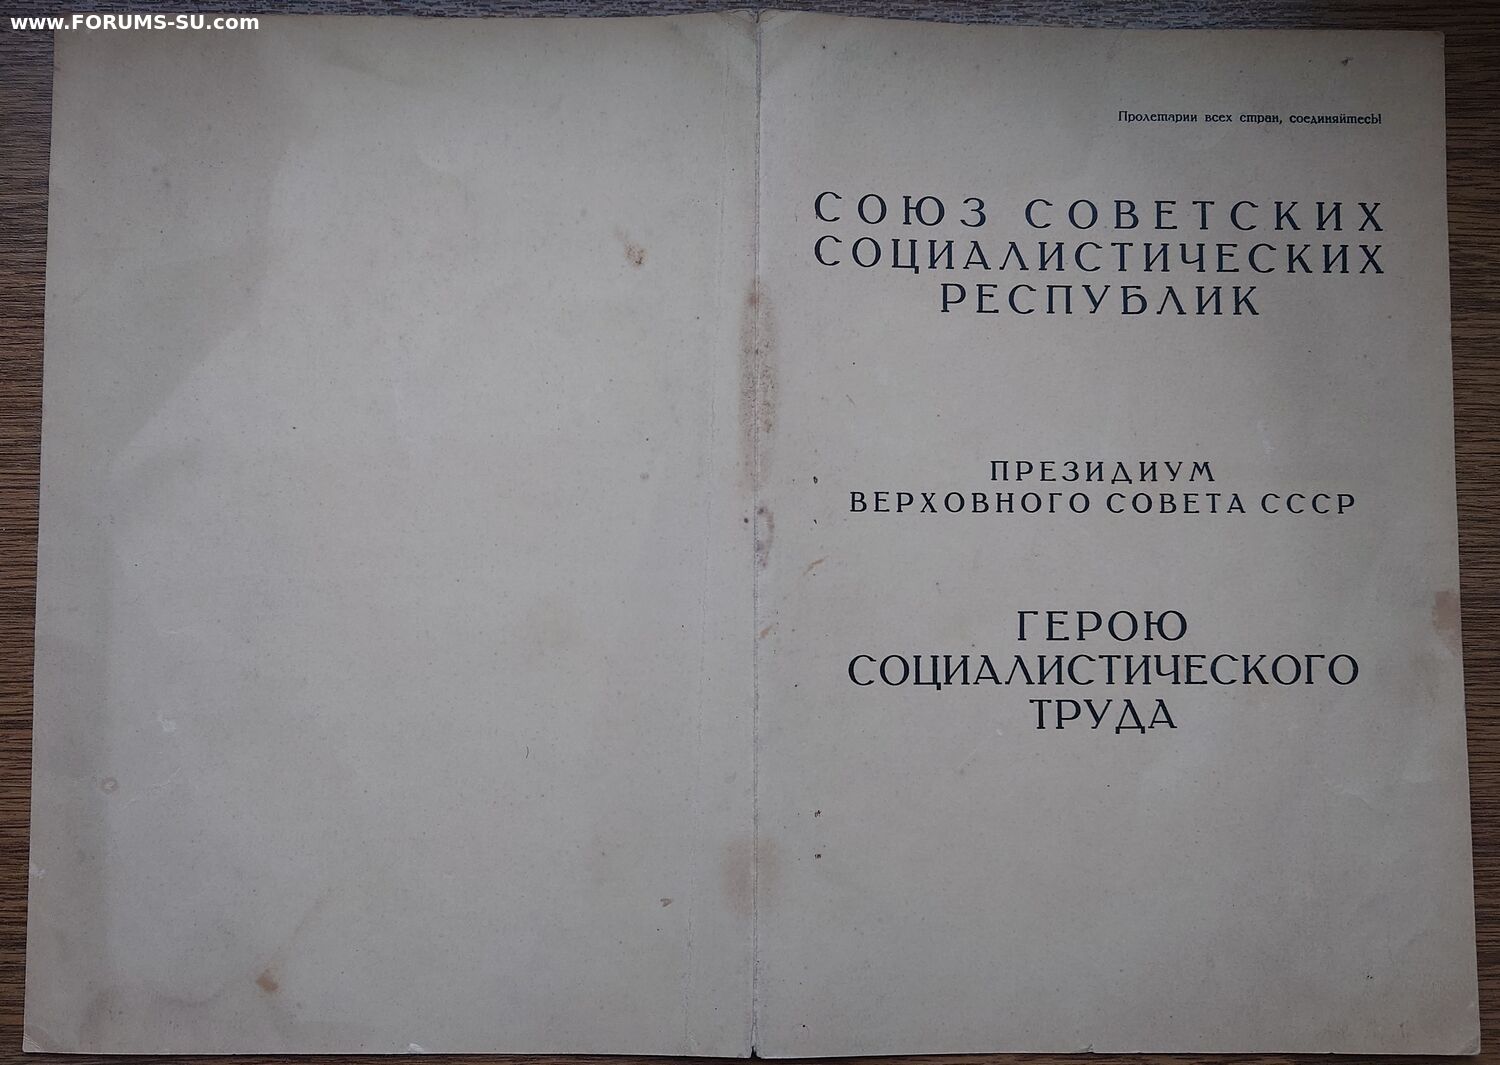 www.FORUMS-SU.com
Пролетарии всех стран, соединяйтесь!
СОЮЗ СОВЕТСКИХ
СОЦИАЛИСТИЧЕСКИХ
РЕСПУБЛИК
ПРЕЗИДИУМ
ВЕРХОВНОГО СОВЕТА СССР
ГЕРОЮ
СОЦИАЛИСТИЧЕСКОГО
ТРУДА